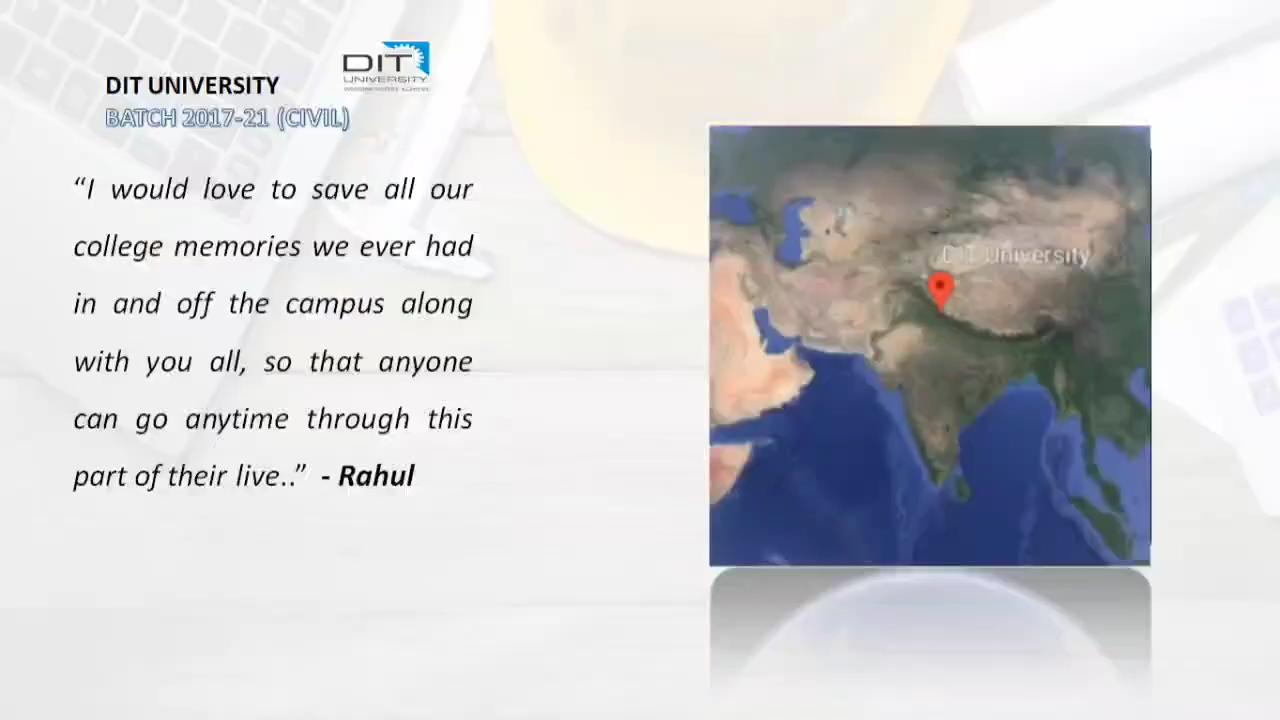 DIT UNIVERSITY
BATCH 2017-21 (CIVIL)
DIT
UNIVERSITY
“I would love to save all our
college memories we ever had
in and off the campus along
with you all, so that anyone
can go anytime through this
part of their live..” - Rahul
DIT University